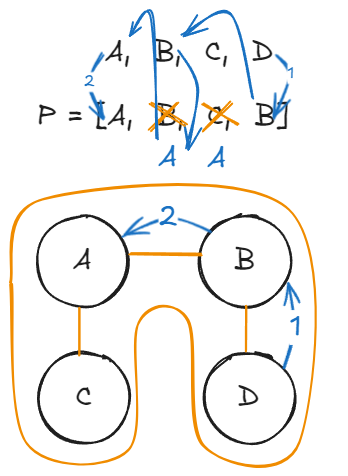 A, B, C, D
2 1
P = [A, B, C, B]
A A
2
A B
1
C D